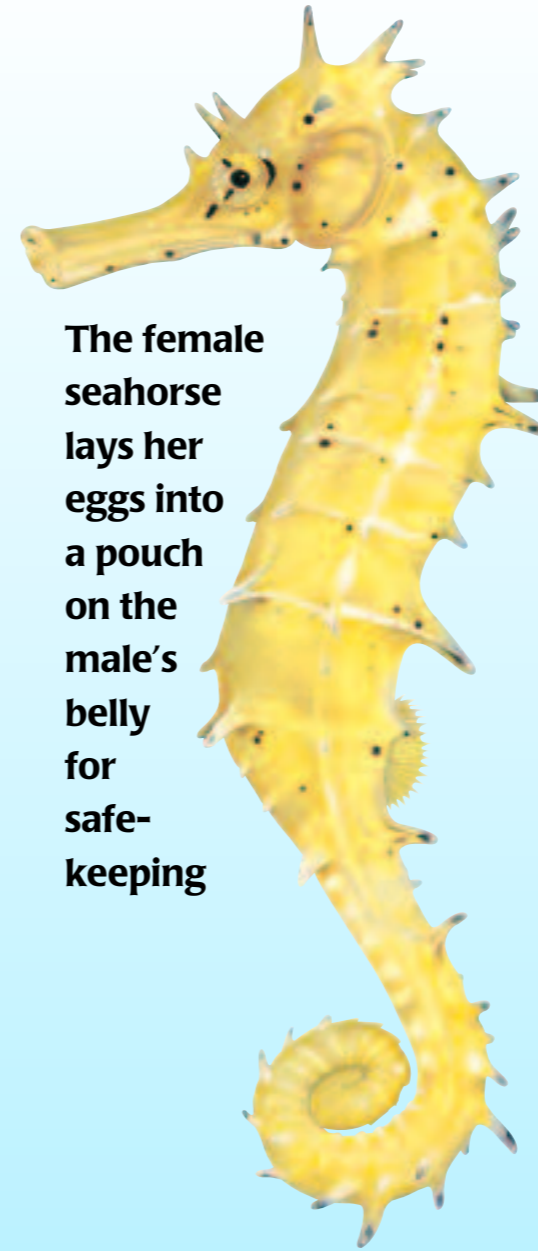 The female
seahorse
lays her
eggs into
a pouch
on the
male's
belly
for
safe-
keeping